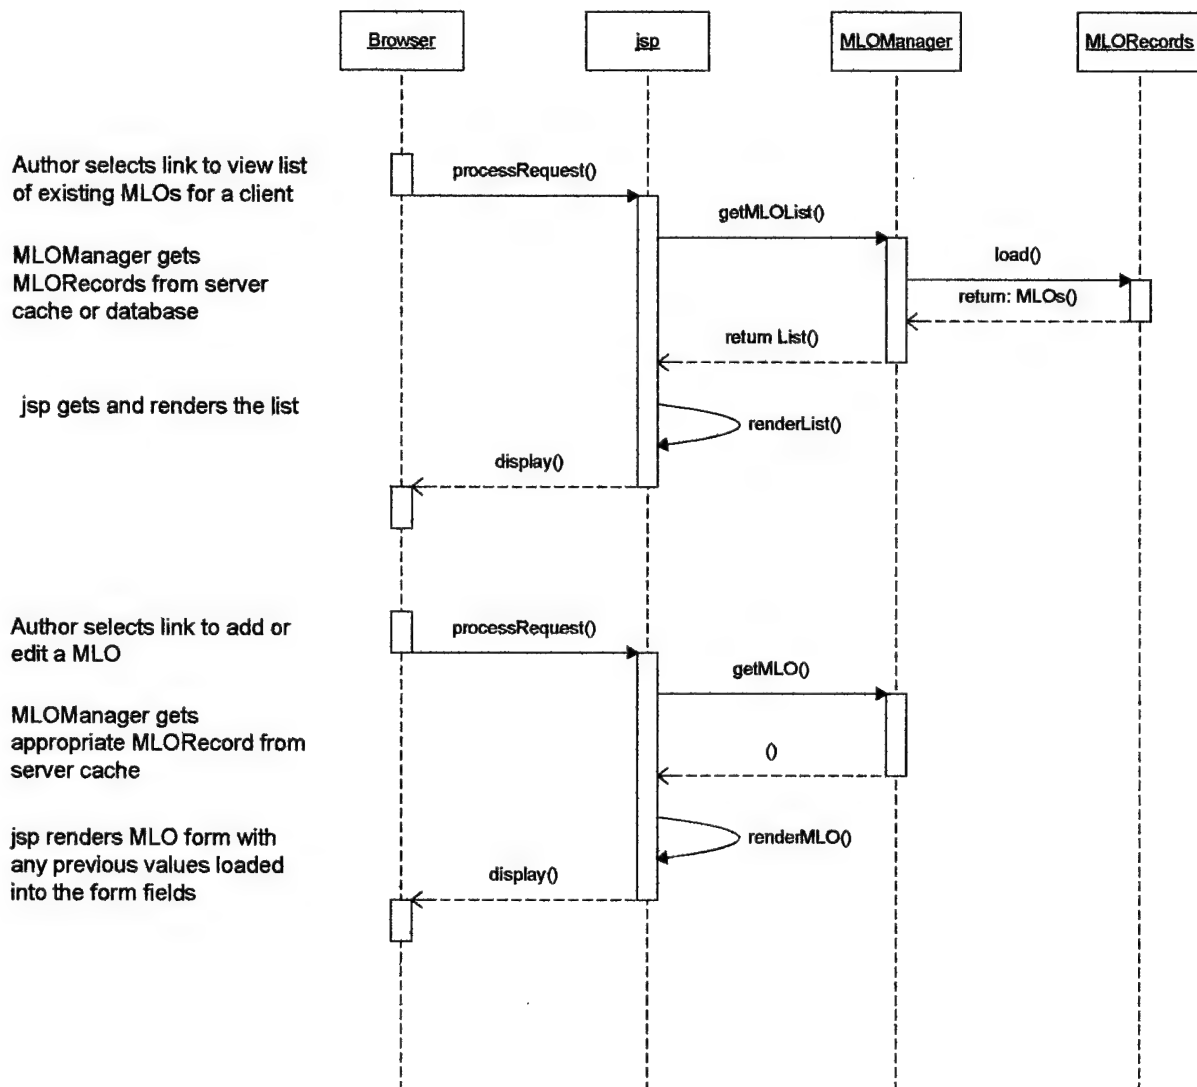 Browser
jsp
MLOManager
MLORecords
Author selects link to view list
of existing MLOs for a client
processRequest()
getMLOList()
MLOManager gets
MLORecords from server
cache or database
load()
return: MLOs()
return List()
jsp gets and renders the list
renderList()
display()
Author selects link to add or
edit a MLO
processRequest()
getMLO()
MLOManager gets
appropriate MLORecord from
server cache
()
jsp renders MLO form with
any previous values loaded
into the form fields
renderMLO()
display()